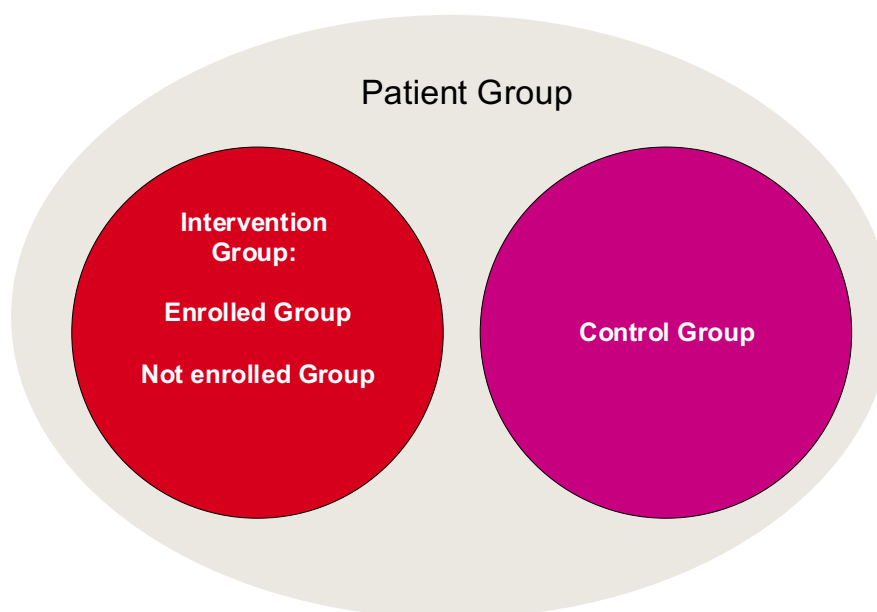 Patient Group
Intervention
Group:
Enrolled Group
Not enrolled Group
Control Group